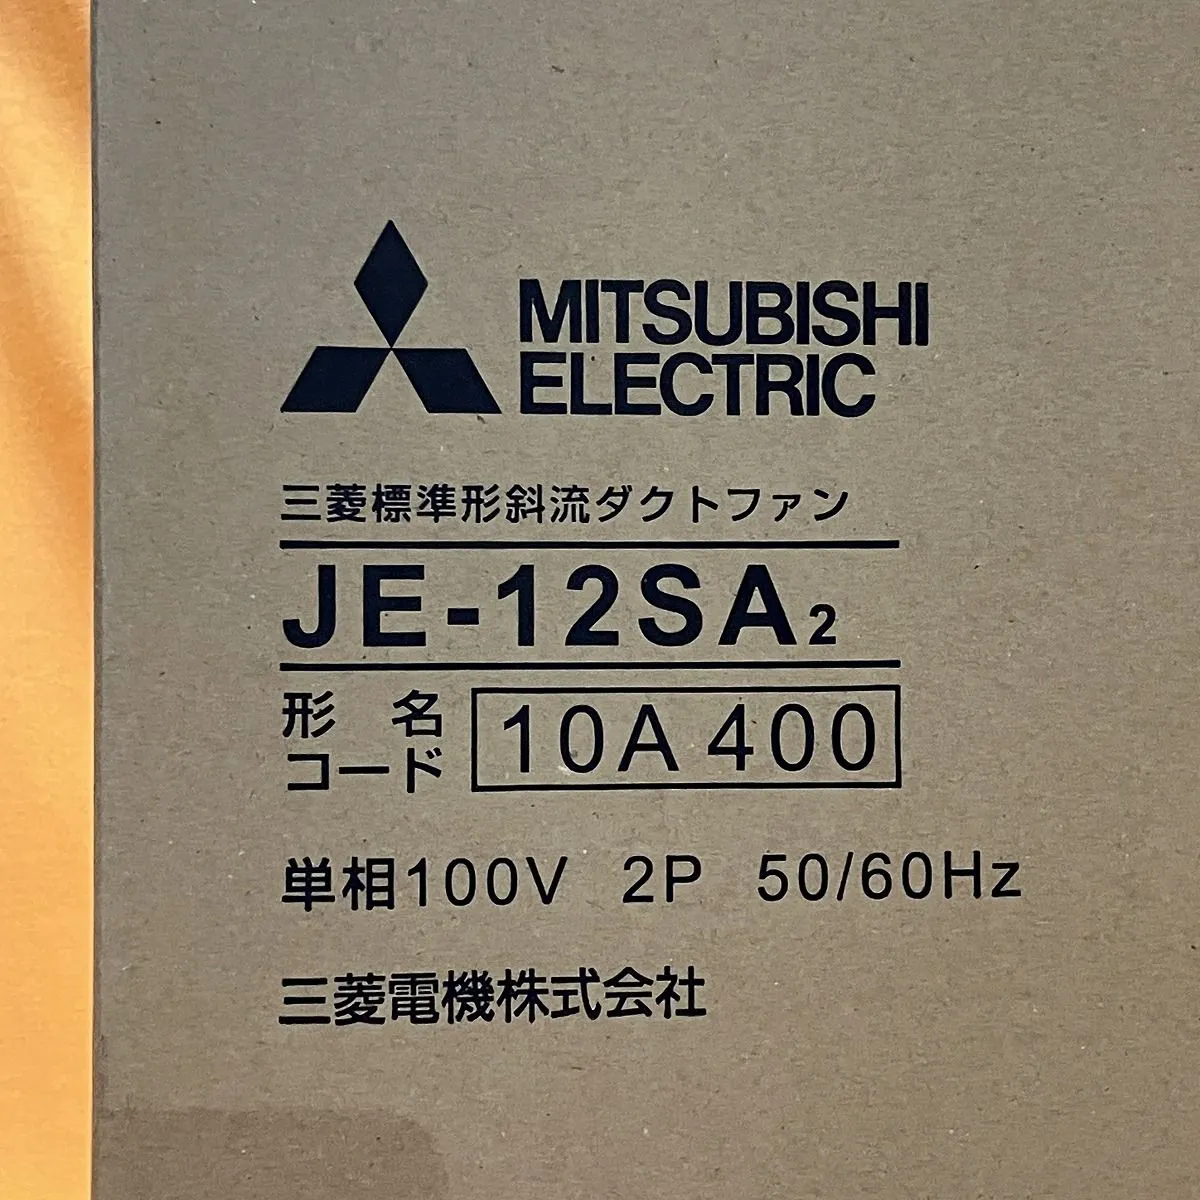 MITSUBISHI
ELECTRIC
三菱標準形斜流ダクトファン
JE-12SA2
形名
コード 10A400
単相100V 2P 50/60Hz
三菱電機株式会社